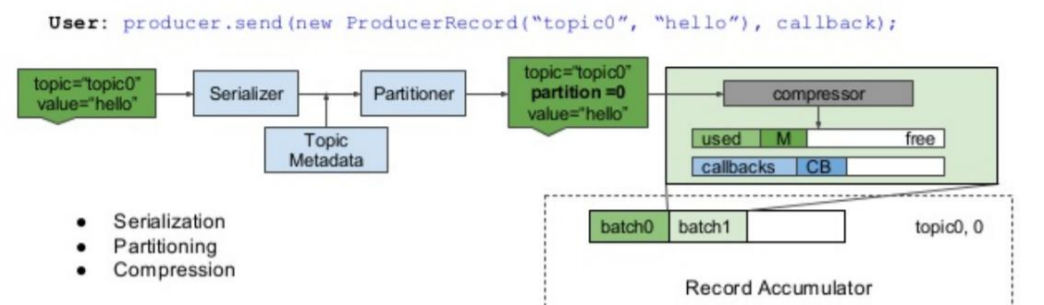 User: producer.send(new ProducerRecord("topic0", "hello"), callback);
topic="topic0"
value="hello"
Serializer
Topic
Metadata
Partitioner
topic="topic0"
partition =0
value="hello"
compressor
used M free
callbacks CB
batch0 batch1 topic0, 0
Record Accumulator
● Serialization
● Partitioning
● Compression